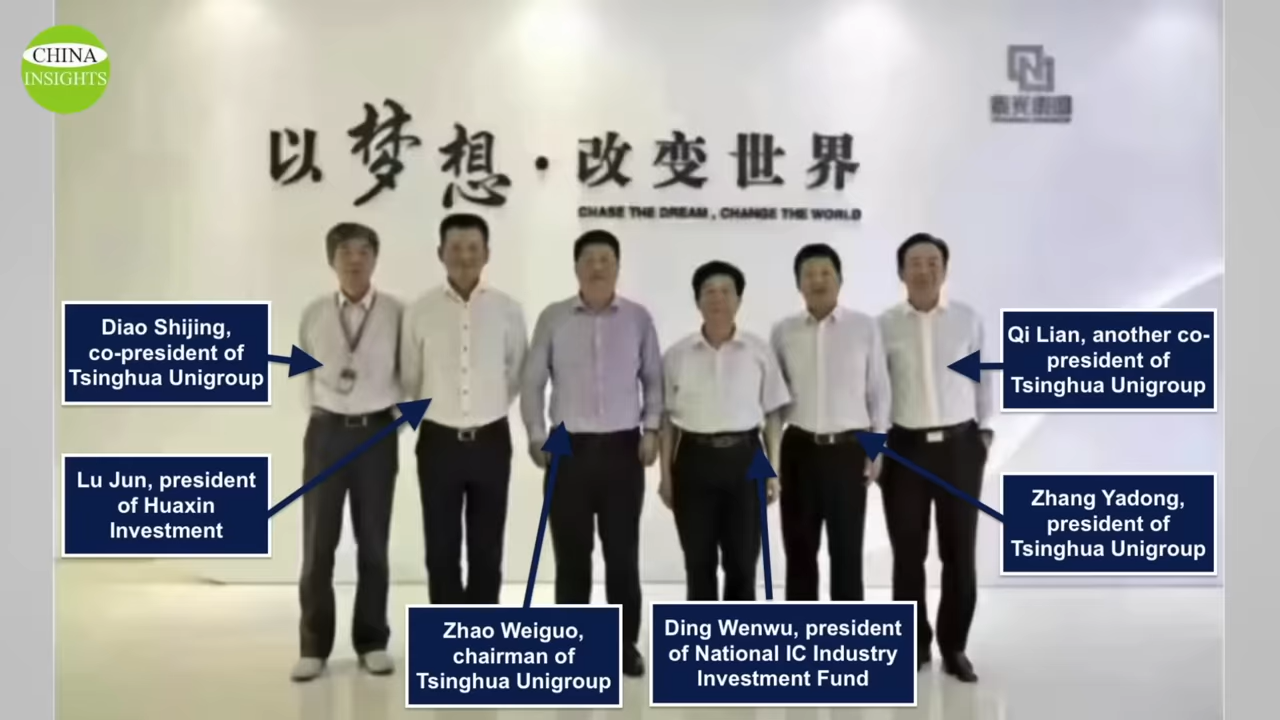 CHINA
INSIGHTS
以梦想·改变世界
CHASE THE DREAM , CHANGE THE WORLD
Diao Shijing,
co-president of
Tsinghua Unigroup
Lu Jun, president
of Huaxin
Investment
Zhao Weiguo,
chairman of
Tsinghua Unigroup
Ding Wenwu, president
of National IC Industry
Investment Fund
Qi Lian, another co-
president of
Tsinghua Unigroup
Zhang Yadong,
president of
Tsinghua Unigroup